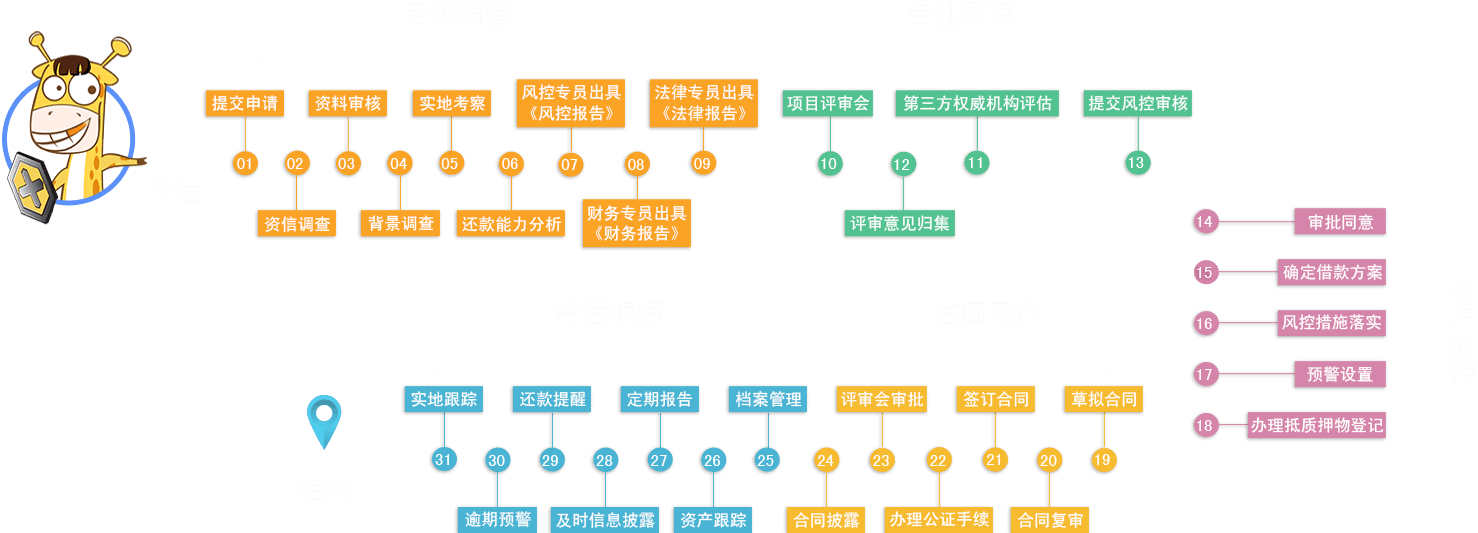 提交申请
01
02
资信调查
资料审核
03
04
背景调查
实地考察
05
06
还款能力分析
风控专员出具
《风控报告》
07
08
财务专员出具
《财务报告》
法律专员出具
《法律报告》
09
项目评审会
10
12
评审意见归集
第三方权威机构评估
11
提交风控审核
13
14
审批同意
15
确定借款方案
16
风控措施落实
17
预警设置
18
办理抵质押物登记
草拟合同
19
20
合同复审
签订合同
21
22
办理公证手续
评审会审批
23
24
合同披露
档案管理
25
26
资产跟踪
定期报告
27
28
及时信息披露
还款提醒
29
30
逾期预警
实地跟踪
31